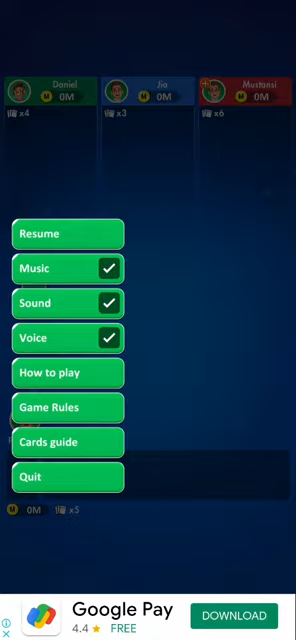 Daniel
Jia
Mustansi
M 0M
M 0M
M 0M
x4
x3
x6
Resume
Music
Sound
Voice
How to play
Game Rules
Cards guide
Quit
M 0M
x5
Google Pay
4.4 ★ FREE
DOWNLOAD